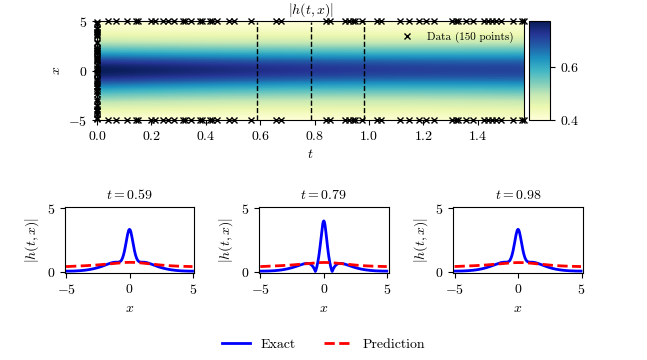 |h(t, x)|
5
0
−5
x
Data (150 points)
0.6
0.4
0.0 0.2 0.4 0.6 0.8 1.0 1.2 1.4
t
t = 0.59 t = 0.79 t = 0.98
|h(t, x)| 5 0 |h(t, x)| 5 0 |h(t, x)| 5 0
−5 0 5 −5 0 5 −5 0 5
x x x
Exact Prediction